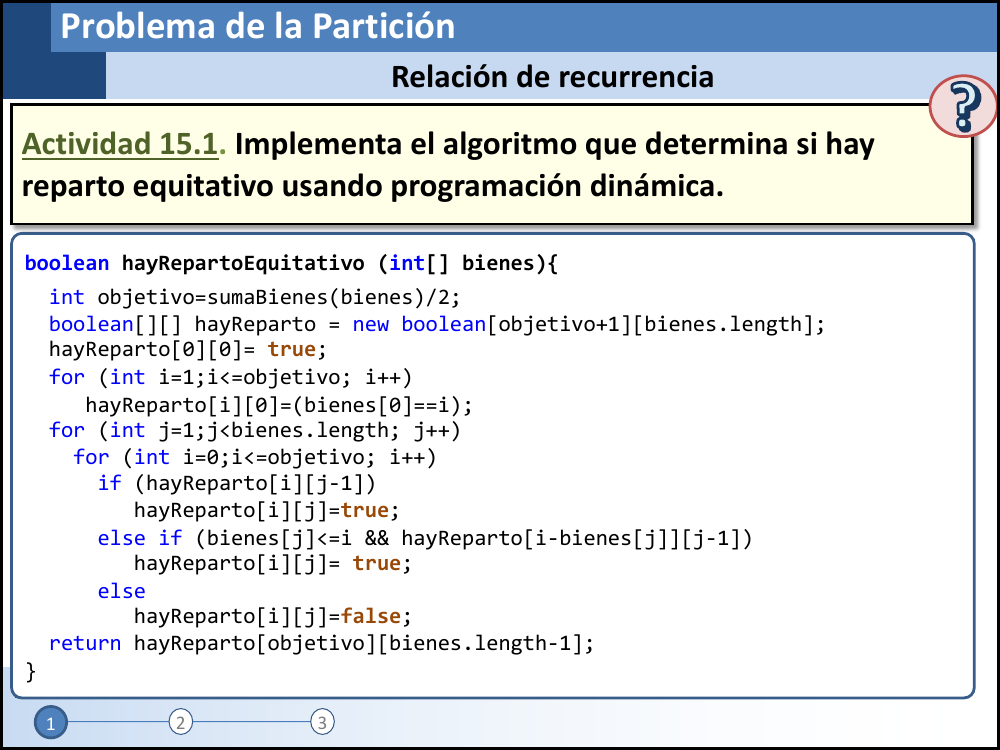 Problema de la Partición
Relación de recurrencia
?
Actividad 15.1. Implementa el algoritmo que determina si hay
reparto equitativo usando programación dinámica.
boolean hayRepartoEquitativo (int[] bienes){
  int objetivo=sumaBienes(bienes)/2;
  boolean[][] hayReparto = new boolean[objetivo+1][bienes.length];
  hayReparto[0][0]= true;
  for (int i=1;i<=objetivo; i++)
     hayReparto[i][0]=(bienes[0]==i);
  for (int j=1;j<bienes.length; j++)
    for (int i=0;i<=objetivo; i++)
      if (hayReparto[i][j-1])
         hayReparto[i][j]=true;
      else if (bienes[j]<=i && hayReparto[i-bienes[j]][j-1])
         hayReparto[i][j]= true;
      else
         hayReparto[i][j]=false;
  return hayReparto[objetivo][bienes.length-1];
}
1 2 3